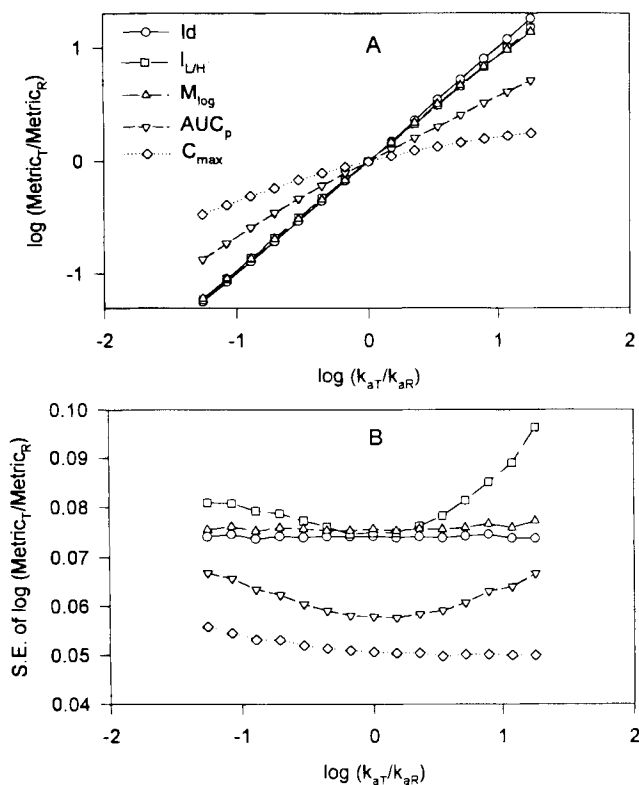 A
Id
I_L/H
M_log
AUC_p
C_max
log (Metric_T/Metric_R)
1
0
-1
-2 -1 0 1 2
log (k_aT/k_aR)
B
S.E. of log (Metric_T/Metric_R)
0.10
0.09
0.08
0.07
0.06
0.05
0.04
-2 -1 0 1 2
log (k_aT/k_aR)